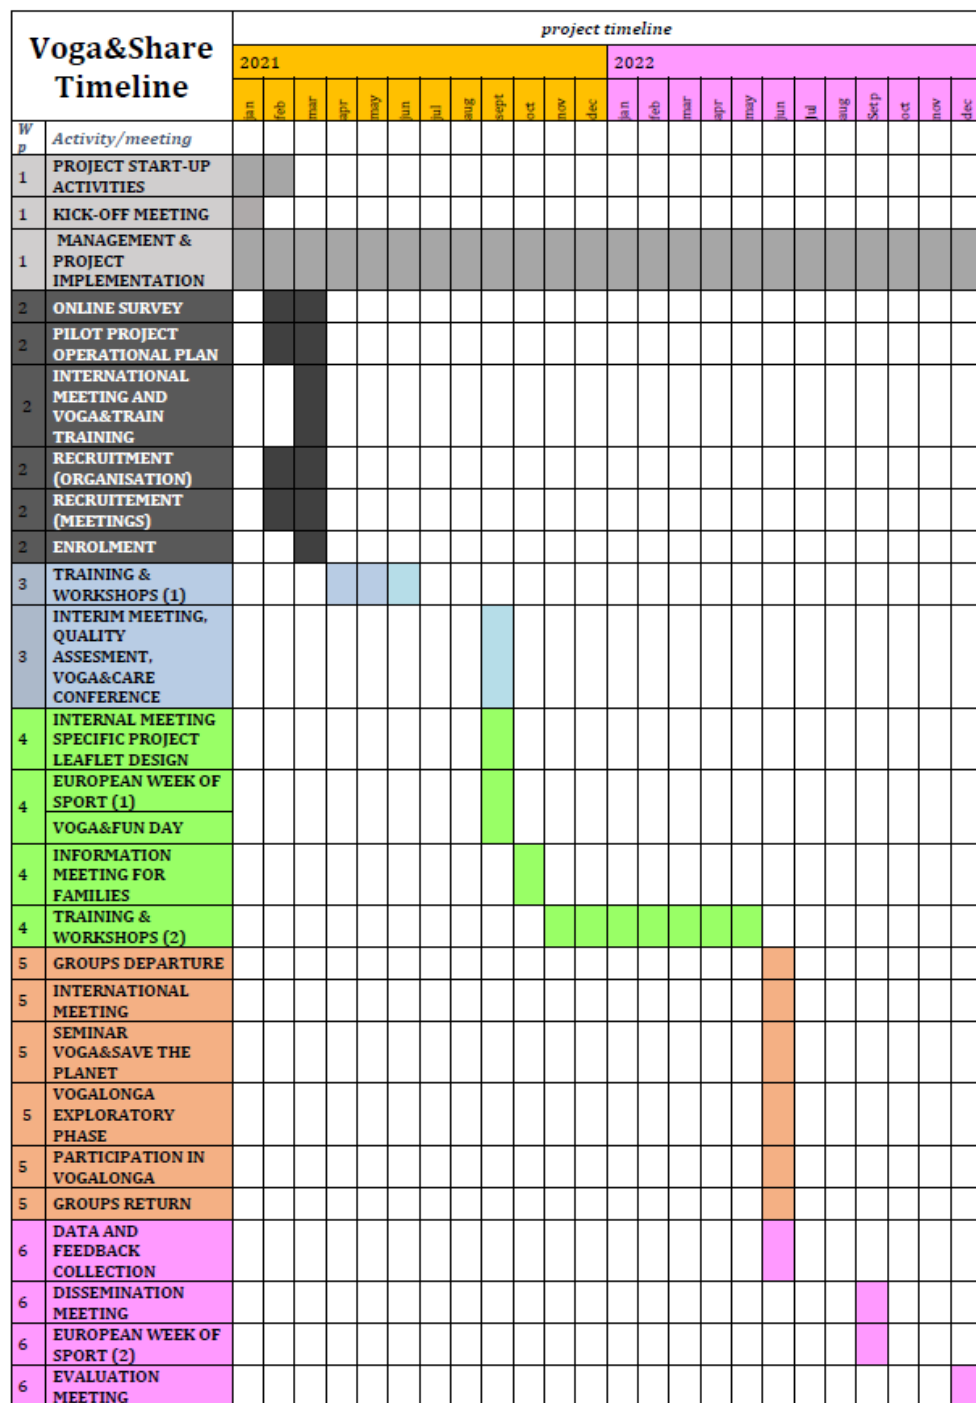 Voga&Share
Timeline
project timeline
2021
2022
jan
feb
mar
apr
may
jun
jul
aug
sept
oct
nov
dec
jan
feb
mar
apr
may
jun
Jul
aug
Setp
oct
nov
dec
W
p
Activity/meeting
1
PROJECT START-UP
ACTIVITIES
1
KICK-OFF MEETING
1
MANAGEMENT &
PROJECT
IMPLEMENTATION
2
ONLINE SURVEY
2
PILOT PROJECT
OPERATIONAL PLAN
2
INTERNATIONAL
MEETING AND
VOGA&TRAIN
TRAINING
2
RECRUITMENT
(ORGANISATION)
2
RECRUITEMENT
(MEETINGS)
2
ENROLMENT
3
TRAINING &
WORKSHOPS (1)
3
INTERIM MEETING,
QUALITY
ASSESMENT,
VOGA&CARE
CONFERENCE
4
INTERNAL MEETING
SPECIFIC PROJECT
LEAFLET DESIGN
4
EUROPEAN WEEK OF
SPORT (1)
VOGA&FUN DAY
4
INFORMATION
MEETING FOR
FAMILIES
4
TRAINING &
WORKSHOPS (2)
5
GROUPS DEPARTURE
5
INTERNATIONAL
MEETING
5
SEMINAR
VOGA&SAVE THE
PLANET
5
VOGALONGA
EXPLORATORY
PHASE
5
PARTICIPATION IN
VOGALONGA
5
GROUPS RETURN
6
DATA AND
FEEDBACK
COLLECTION
6
DISSEMINATION
MEETING
6
EUROPEAN WEEK OF
SPORT (2)
6
EVALUATION
MEETING